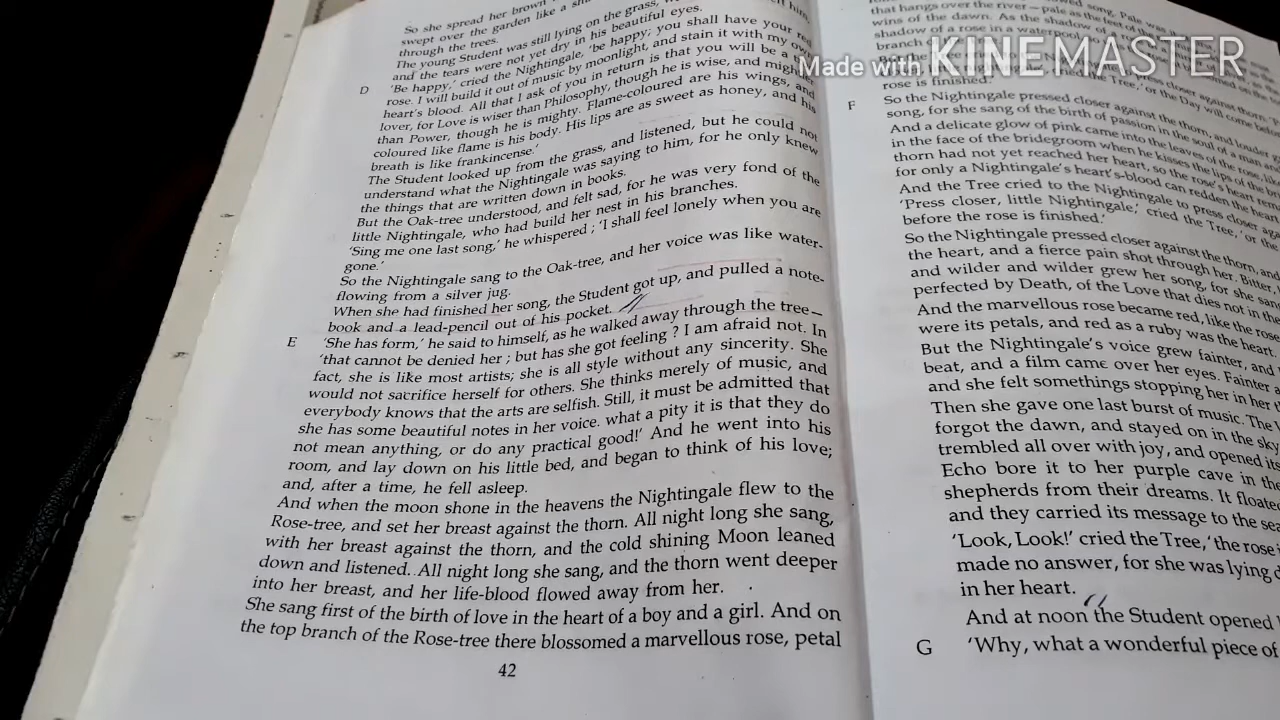 So she spread her brown
swept over the garden like a
through the trees.
The young Student was still lying on the grass,
and the tears were not yet dry in his beautiful eyes.
D 'Be happy,' cried the Nightingale, 'be happy; you shall have your red
rose. I will build it out of music by moonlight, and stain it with my own
heart's blood. All that I ask of you in return is that you will be a
lover, for Love is wiser than Philosophy, though he is wise, and mightier
than Power, though he is mighty. Flame-coloured are his wings, and
coloured like flame is his body. His lips are as sweet as honey, and his
breath is like frankincense.'
The Student looked up from the grass, and listened, but he could not
understand what the Nightingale was saying to him, for he only knew
the things that are written down in books.
But the Oak-tree understood, and felt sad, for he was very fond of the
little Nightingale, who had build her nest in his branches.
'Sing me one last song,' he whispered ; 'I shall feel lonely when you are
gone.'
So the Nightingale sang to the Oak-tree, and her voice was like water-
flowing from a silver jug.
When she had finished her song, the Student got up, and pulled a note-
book and a lead-pencil out of his pocket.
E 'She has form,' he said to himself, as he walked away through the tree—
'that cannot be denied her ; but has she got feeling ? I am afraid not. In
fact, she is like most artists; she is all style without any sincerity. She
would not sacrifice herself for others. She thinks merely of music, and
everybody knows that the arts are selfish. Still, it must be admitted that
she has some beautiful notes in her voice. what a pity it is that they do
not mean anything, or do any practical good!' And he went into his
room, and lay down on his little bed, and began to think of his love;
and, after a time, he fell asleep.
And when the moon shone in the heavens the Nightingale flew to the
Rose-tree, and set her breast against the thorn. All night long she sang,
with her breast against the thorn, and the cold shining Moon leaned
down and listened. All night long she sang, and the thorn went deeper
into her breast, and her life-blood flowed away from her.
She sang first of the birth of love in the heart of a boy and a girl. And on
the top branch of the Rose-tree there blossomed a marvellous rose, petal
42
song. Pale was
that hangs over the river — pale as the feet of the
wins of the dawn. As the shadow of
shadow of a rose in a waterpool
branch
Made with KINEMASTER
Tree,' or the Day will come
rose is finished.'
F So the Nightingale pressed closer against the thorn, and louder
song, for she sang of the birth of passion in the soul of a man
And a delicate glow of pink came into the leaves of the rose, like
in the face of the bridegroom when he kisses the lips of the
thorn had not yet reached her heart, so the rose's heart
for only a Nightingale's heart's-blood can redden the heart
And the Tree cried to the Nightingale to press closer
'Press closer, little Nightingale,' cried the Tree, 'or the
before the rose is finished.'
So the Nightingale pressed closer against the thorn, and
the heart, and a fierce pain shot through her. Bitter,
and wilder and wilder grew her song, for she sang
perfected by Death, of the Love that dies not in the
And the marvellous rose became red, like the rose
were its petals, and red as a ruby was the heart.
But the Nightingale's voice grew fainter, and
beat, and a film came over her eyes. Fainter
and she felt somethings stopping her in her
Then she gave one last burst of music. The
forgot the dawn, and stayed on in the sky
trembled all over with joy, and opened its
Echo bore it to her purple cave in the
shepherds from their dreams. It floated
and they carried its message to the sea
'Look, Look!' cried the Tree, 'the rose
made no answer, for she was lying
in her heart.
And at noon the Student opened
G 'Why, what a wonderful piece of